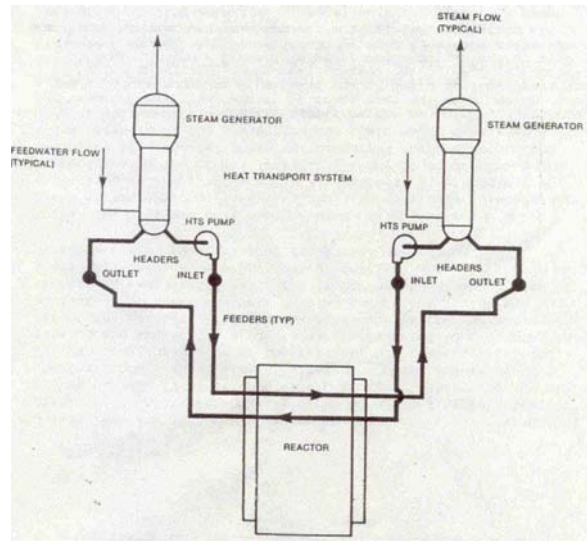 STEAM FLOW
(TYPICAL)
STEAM GENERATOR
STEAM GENERATOR
FEEDWATER FLOW
(TYPICAL)
HEAT TRANSPORT SYSTEM
HTS PUMP
HTS PUMP
HEADERS
HEADERS
OUTLET
INLET
INLET
OUTLET
FEEDERS (TYP)
REACTOR